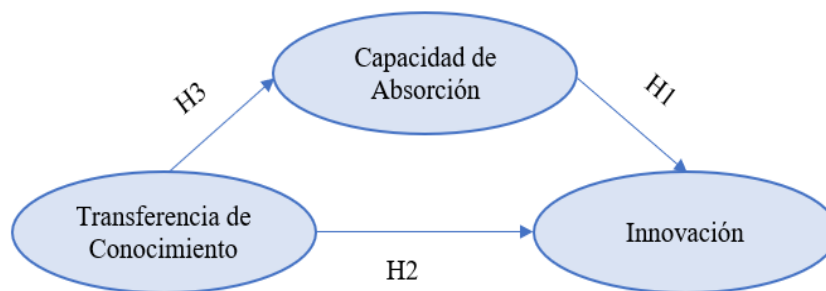 Capacidad de
Absorción
H3
H1
Transferencia de
Conocimiento
Innovación
H2